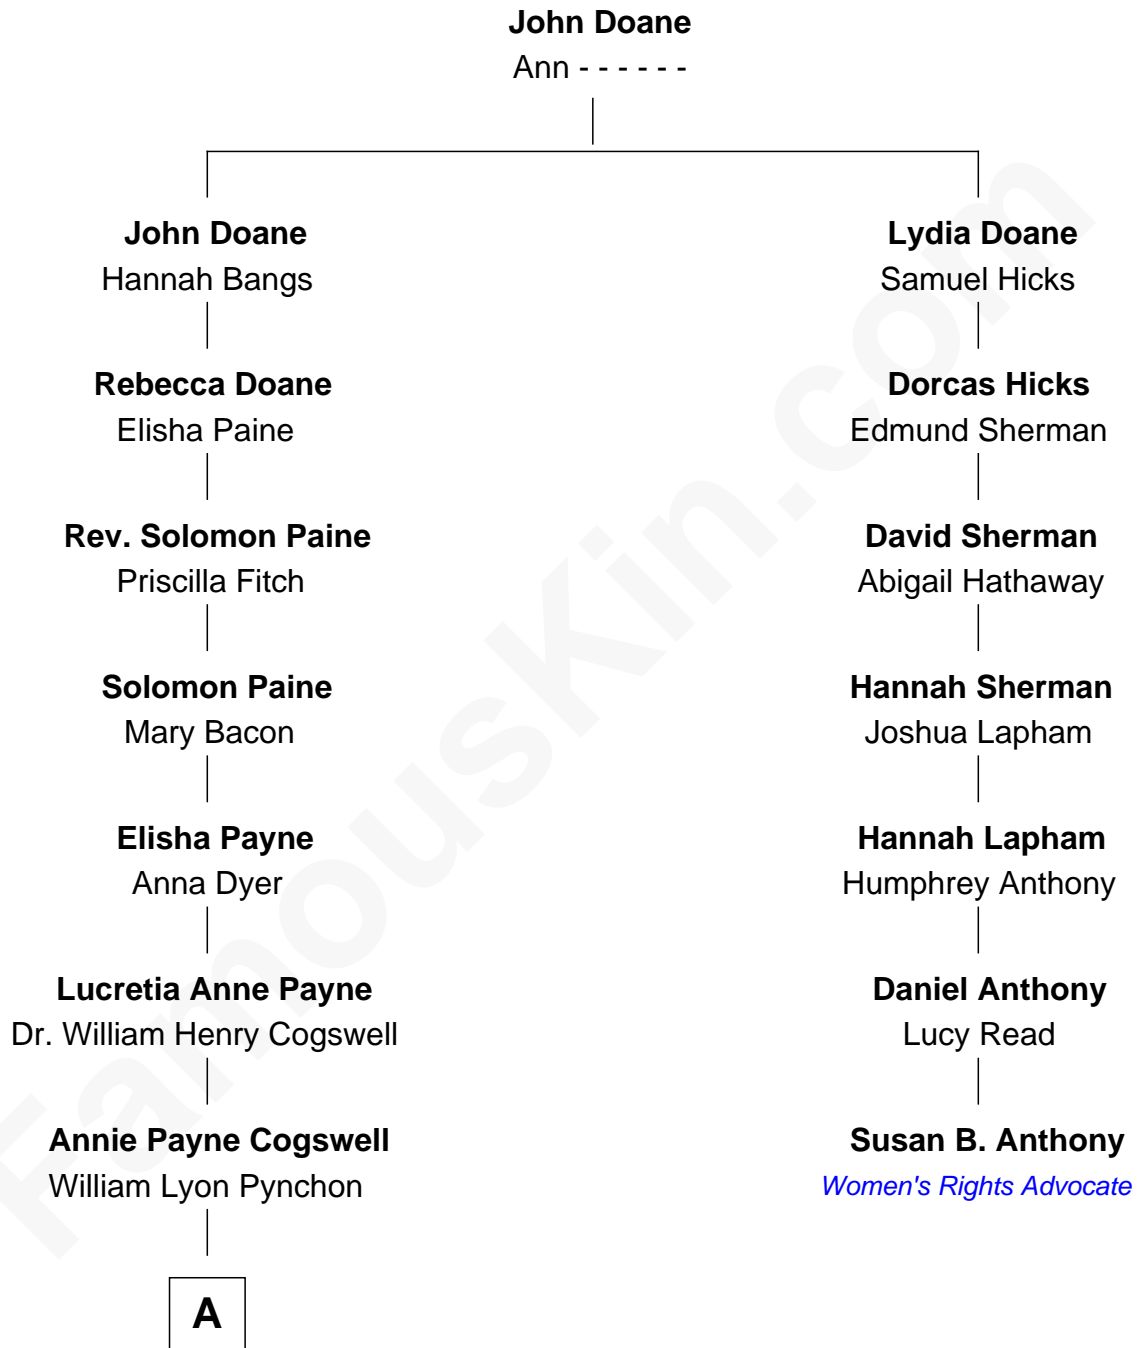 John Doane
Ann - - - - - -
John Doane
Hannah Bangs
Lydia Doane
Samuel Hicks
Rebecca Doane
Elisha Paine
Dorcas Hicks
Edmund Sherman
Rev. Solomon Paine
Priscilla Fitch
David Sherman
Abigail Hathaway
Solomon Paine
Mary Bacon
Hannah Sherman
Joshua Lapham
Elisha Payne
Anna Dyer
Hannah Lapham
Humphrey Anthony
Lucretia Anne Payne
Dr. William Henry Cogswell
Daniel Anthony
Lucy Read
Annie Payne Cogswell
William Lyon Pynchon
Susan B. Anthony
Women's Rights Advocate
A
FamousKin.com